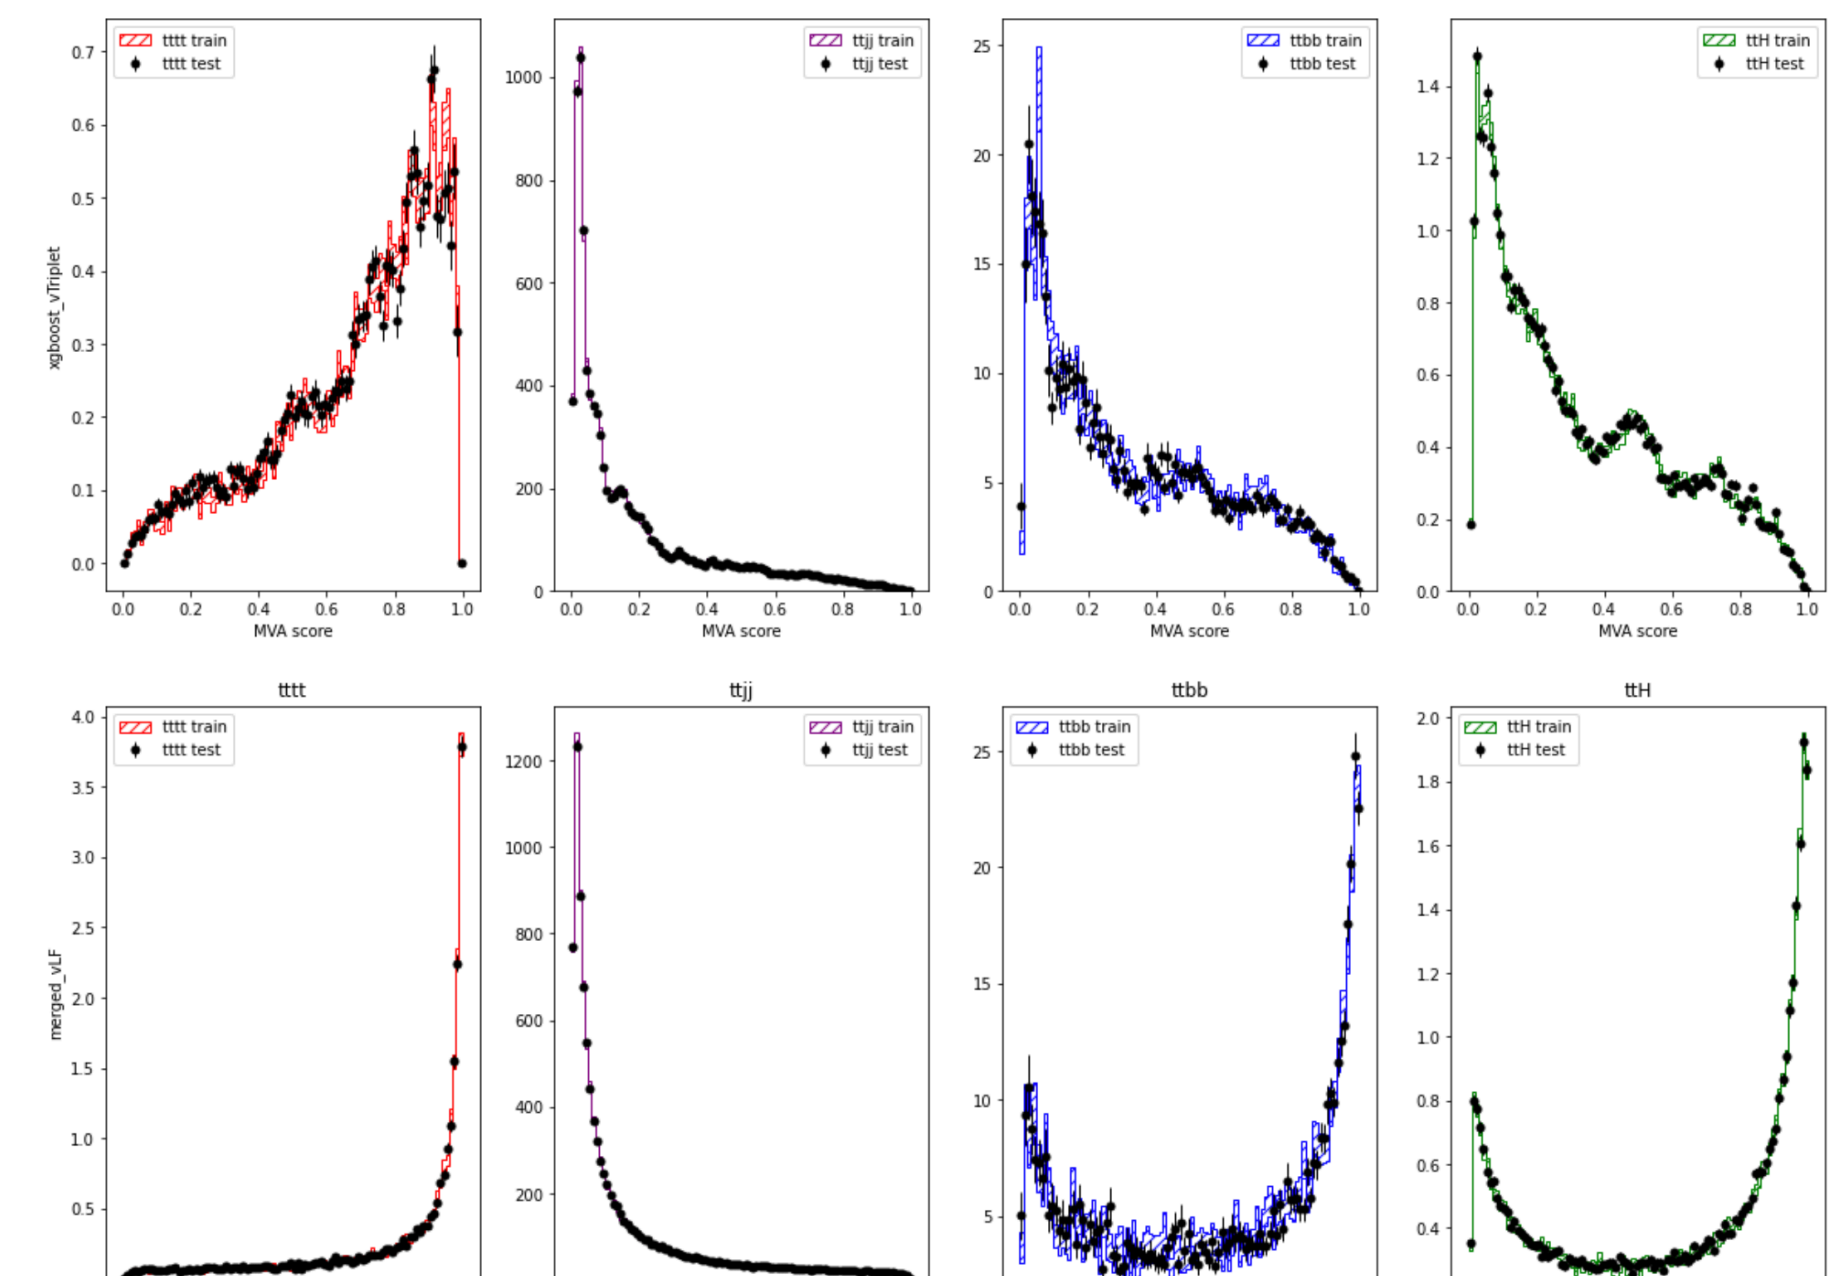 tttt train
tttt test
0.7
0.6
0.5
0.4
0.3
0.2
0.1
0.0
xgboost_vTriplet
0.0 0.2 0.4 0.6 0.8 1.0
MVA score
ttjj train
ttjj test
1000
800
600
400
200
0
0.0 0.2 0.4 0.6 0.8 1.0
MVA score
ttbb train
ttbb test
25
20
15
10
5
0
0.0 0.2 0.4 0.6 0.8 1.0
MVA score
ttH train
ttH test
1.4
1.2
1.0
0.8
0.6
0.4
0.2
0.0
0.0 0.2 0.4 0.6 0.8 1.0
MVA score
tttt
tttt train
tttt test
4.0
3.5
3.0
2.5
2.0
1.5
1.0
0.5
merged_vLF
ttjj
ttjj train
ttjj test
1200
1000
800
600
400
200
ttbb
ttbb train
ttbb test
25
20
15
10
5
ttH
ttH train
ttH test
2.0
1.8
1.6
1.4
1.2
1.0
0.8
0.6
0.4